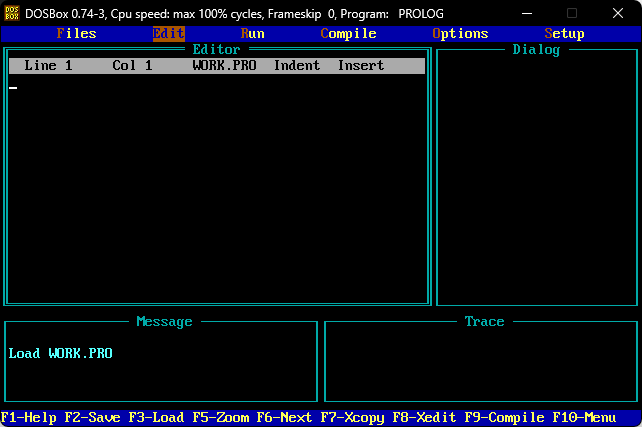 DOS BOX DOSBox 0.74-3, Cpu speed: max 100% cycles, Frameskip 0, Program: PROLOG
Files Edit Run Compile Options Setup
Editor
Line 1 Col 1 WORK.PRO Indent Insert
Dialog
Message
Load WORK.PRO
Trace
F1-Help F2-Save F3-Load F5-Zoom F6-Next F7-Xcopy F8-Xedit F9-Compile F10-Menu